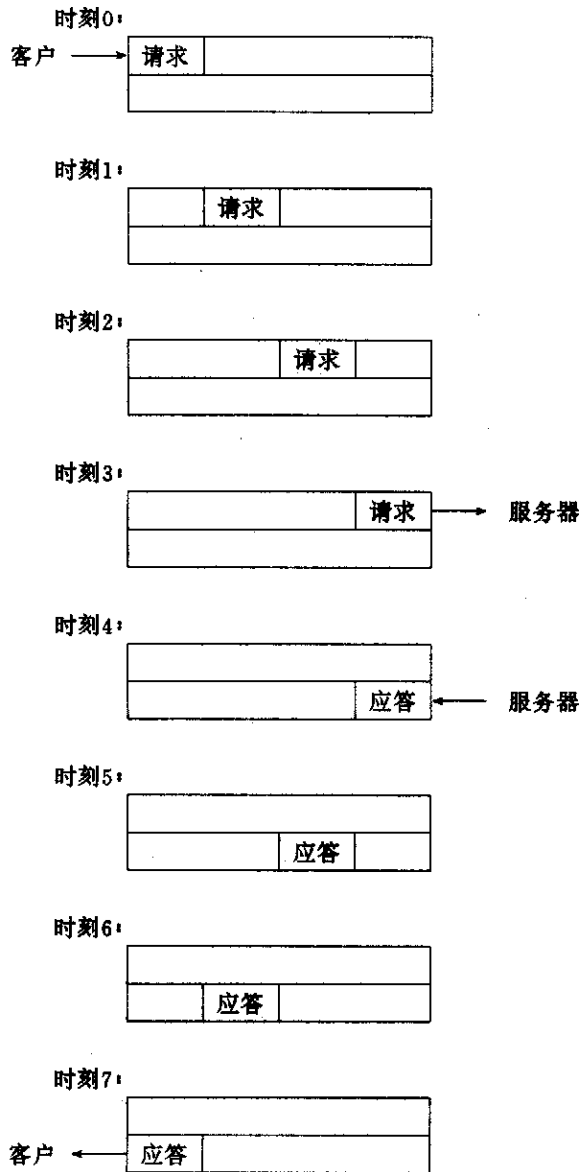 时刻0:
客户 请求
时刻1:
请求
时刻2:
请求
时刻3:
请求 服务器
时刻4:
应答 服务器
时刻5:
应答
时刻6:
应答
时刻7:
客户 应答